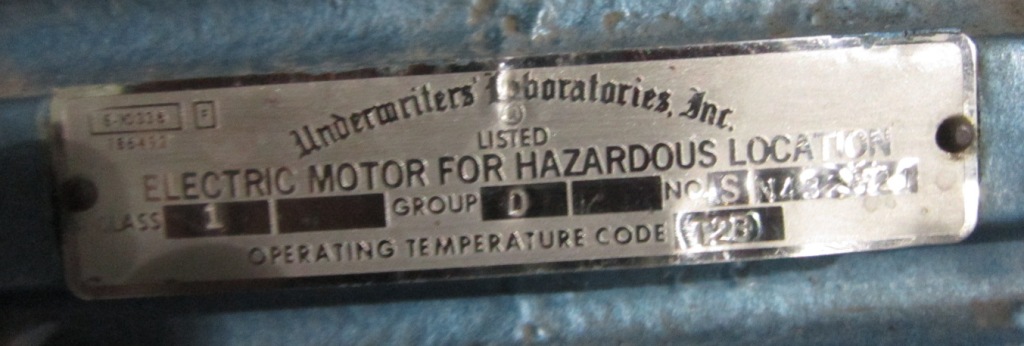 F
Underwriters' Laboratories, Inc.
LISTED
ELECTRIC MOTOR FOR HAZARDOUS LOCATION
CLASS 1 GROUP D NO. S
OPERATING TEMPERATURE CODE T2B